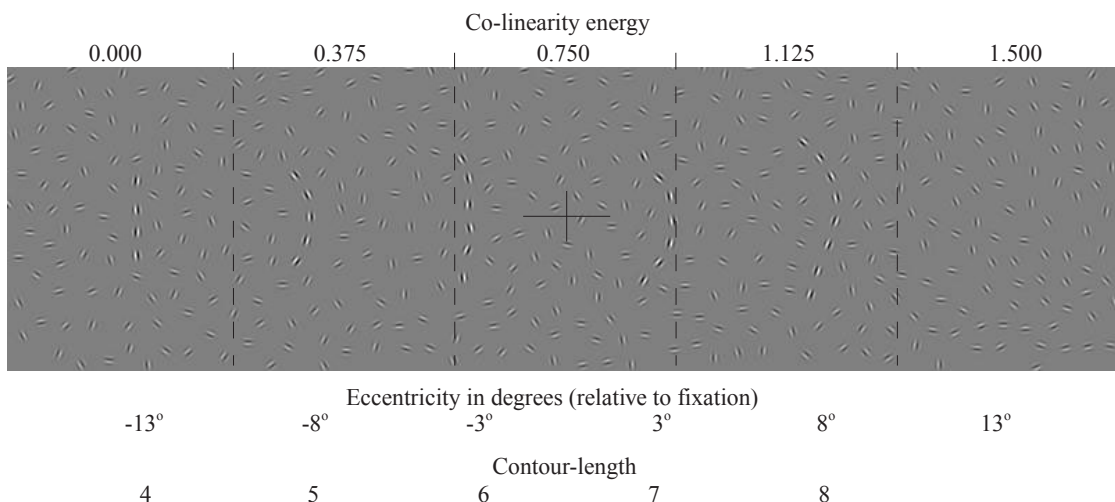 Co-linearity energy
0.000 0.375 0.750 1.125 1.500
Eccentricity in degrees (relative to fixation)
-13° -8° -3° 3° 8° 13°
Contour-length
4 5 6 7 8